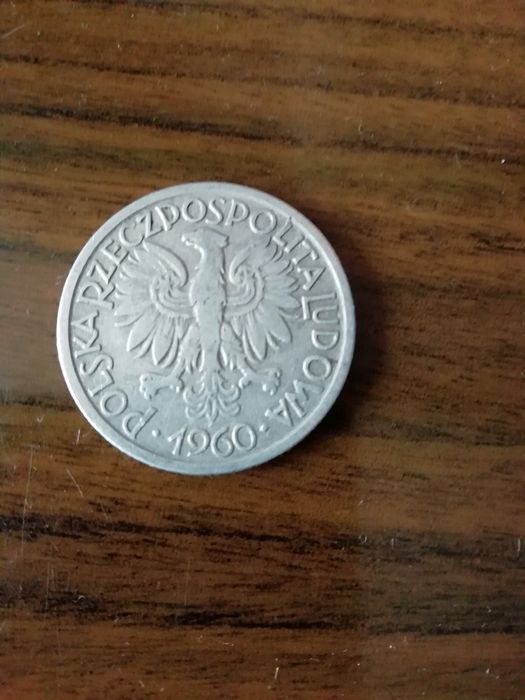 POLSKA RZECZPOSPOLITA LUDOWA
· 1960 ·